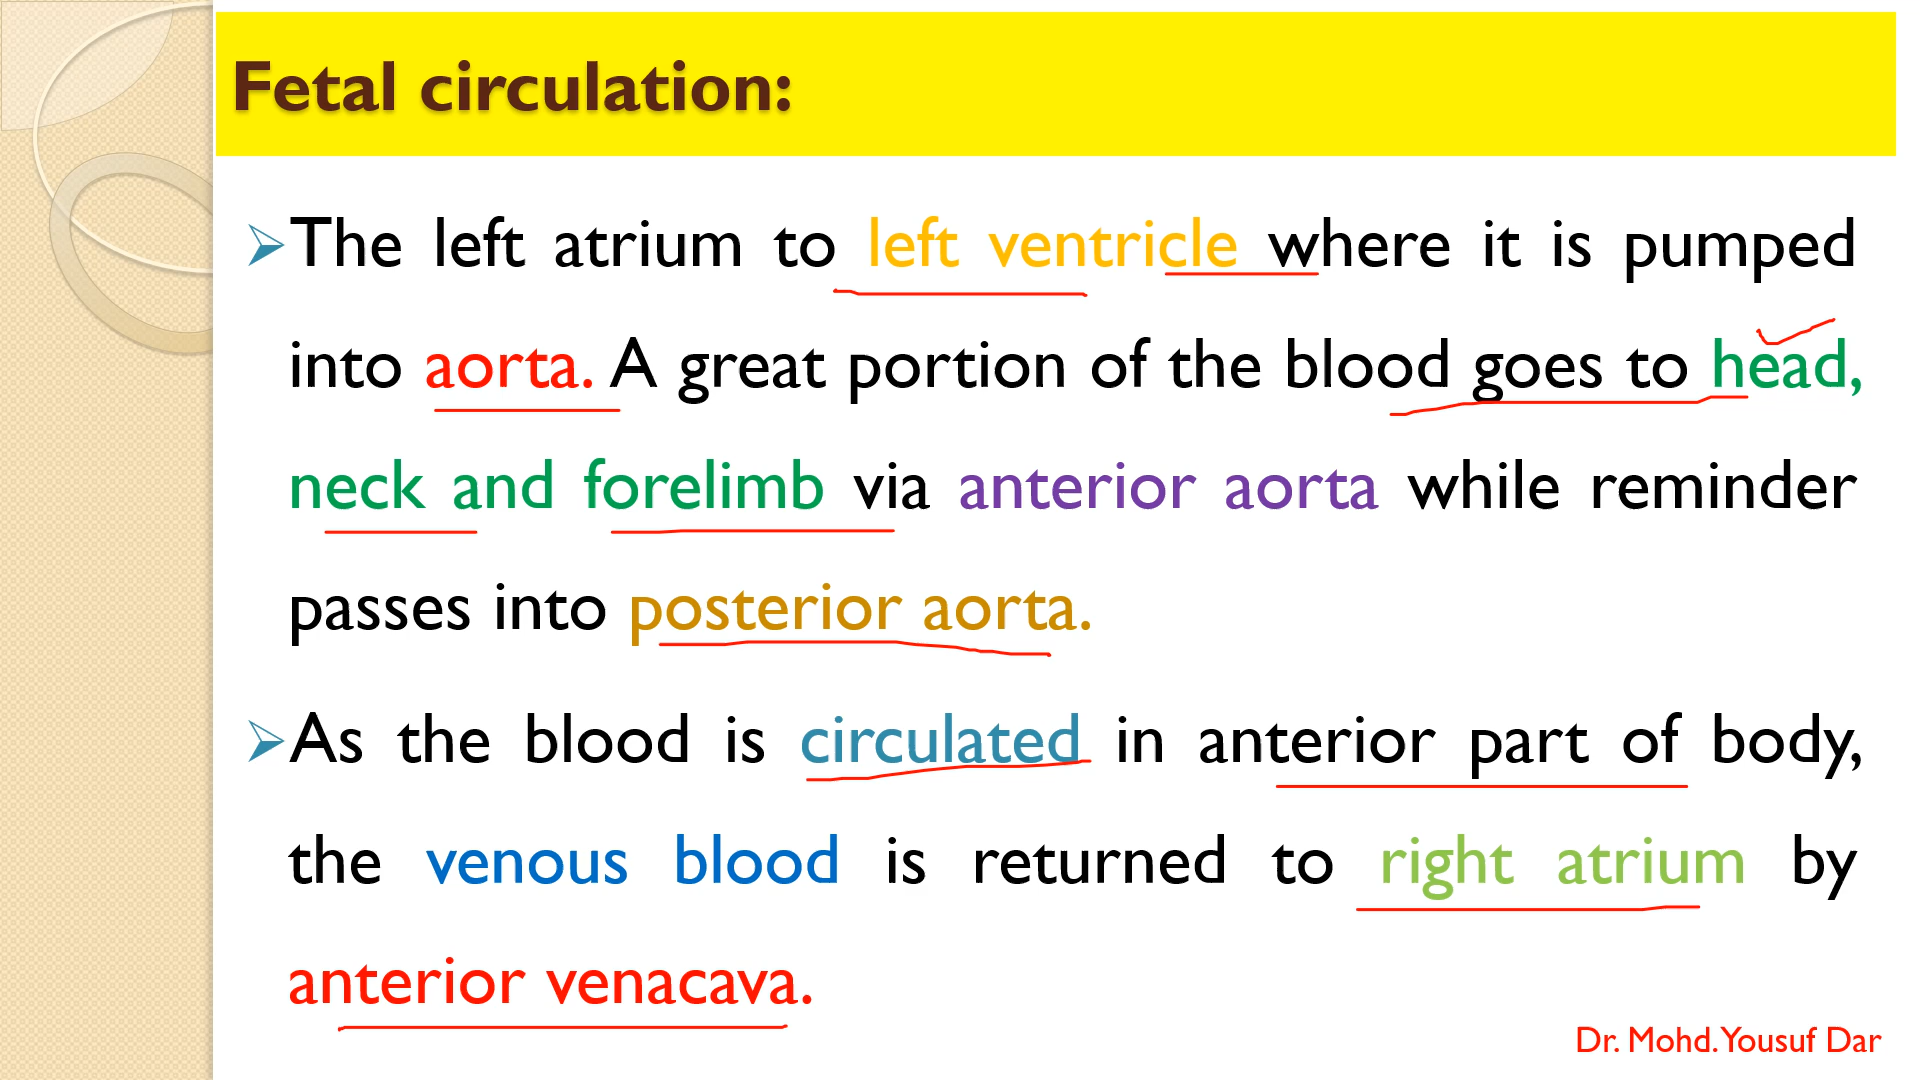 Fetal circulation:
The left atrium to left ventricle where it is pumped
into aorta. A great portion of the blood goes to head,
neck and forelimb via anterior aorta while reminder
passes into posterior aorta.
As the blood is circulated in anterior part of body,
the venous blood is returned to right atrium by
anterior venacava.
Dr. Mohd. Yousuf Dar